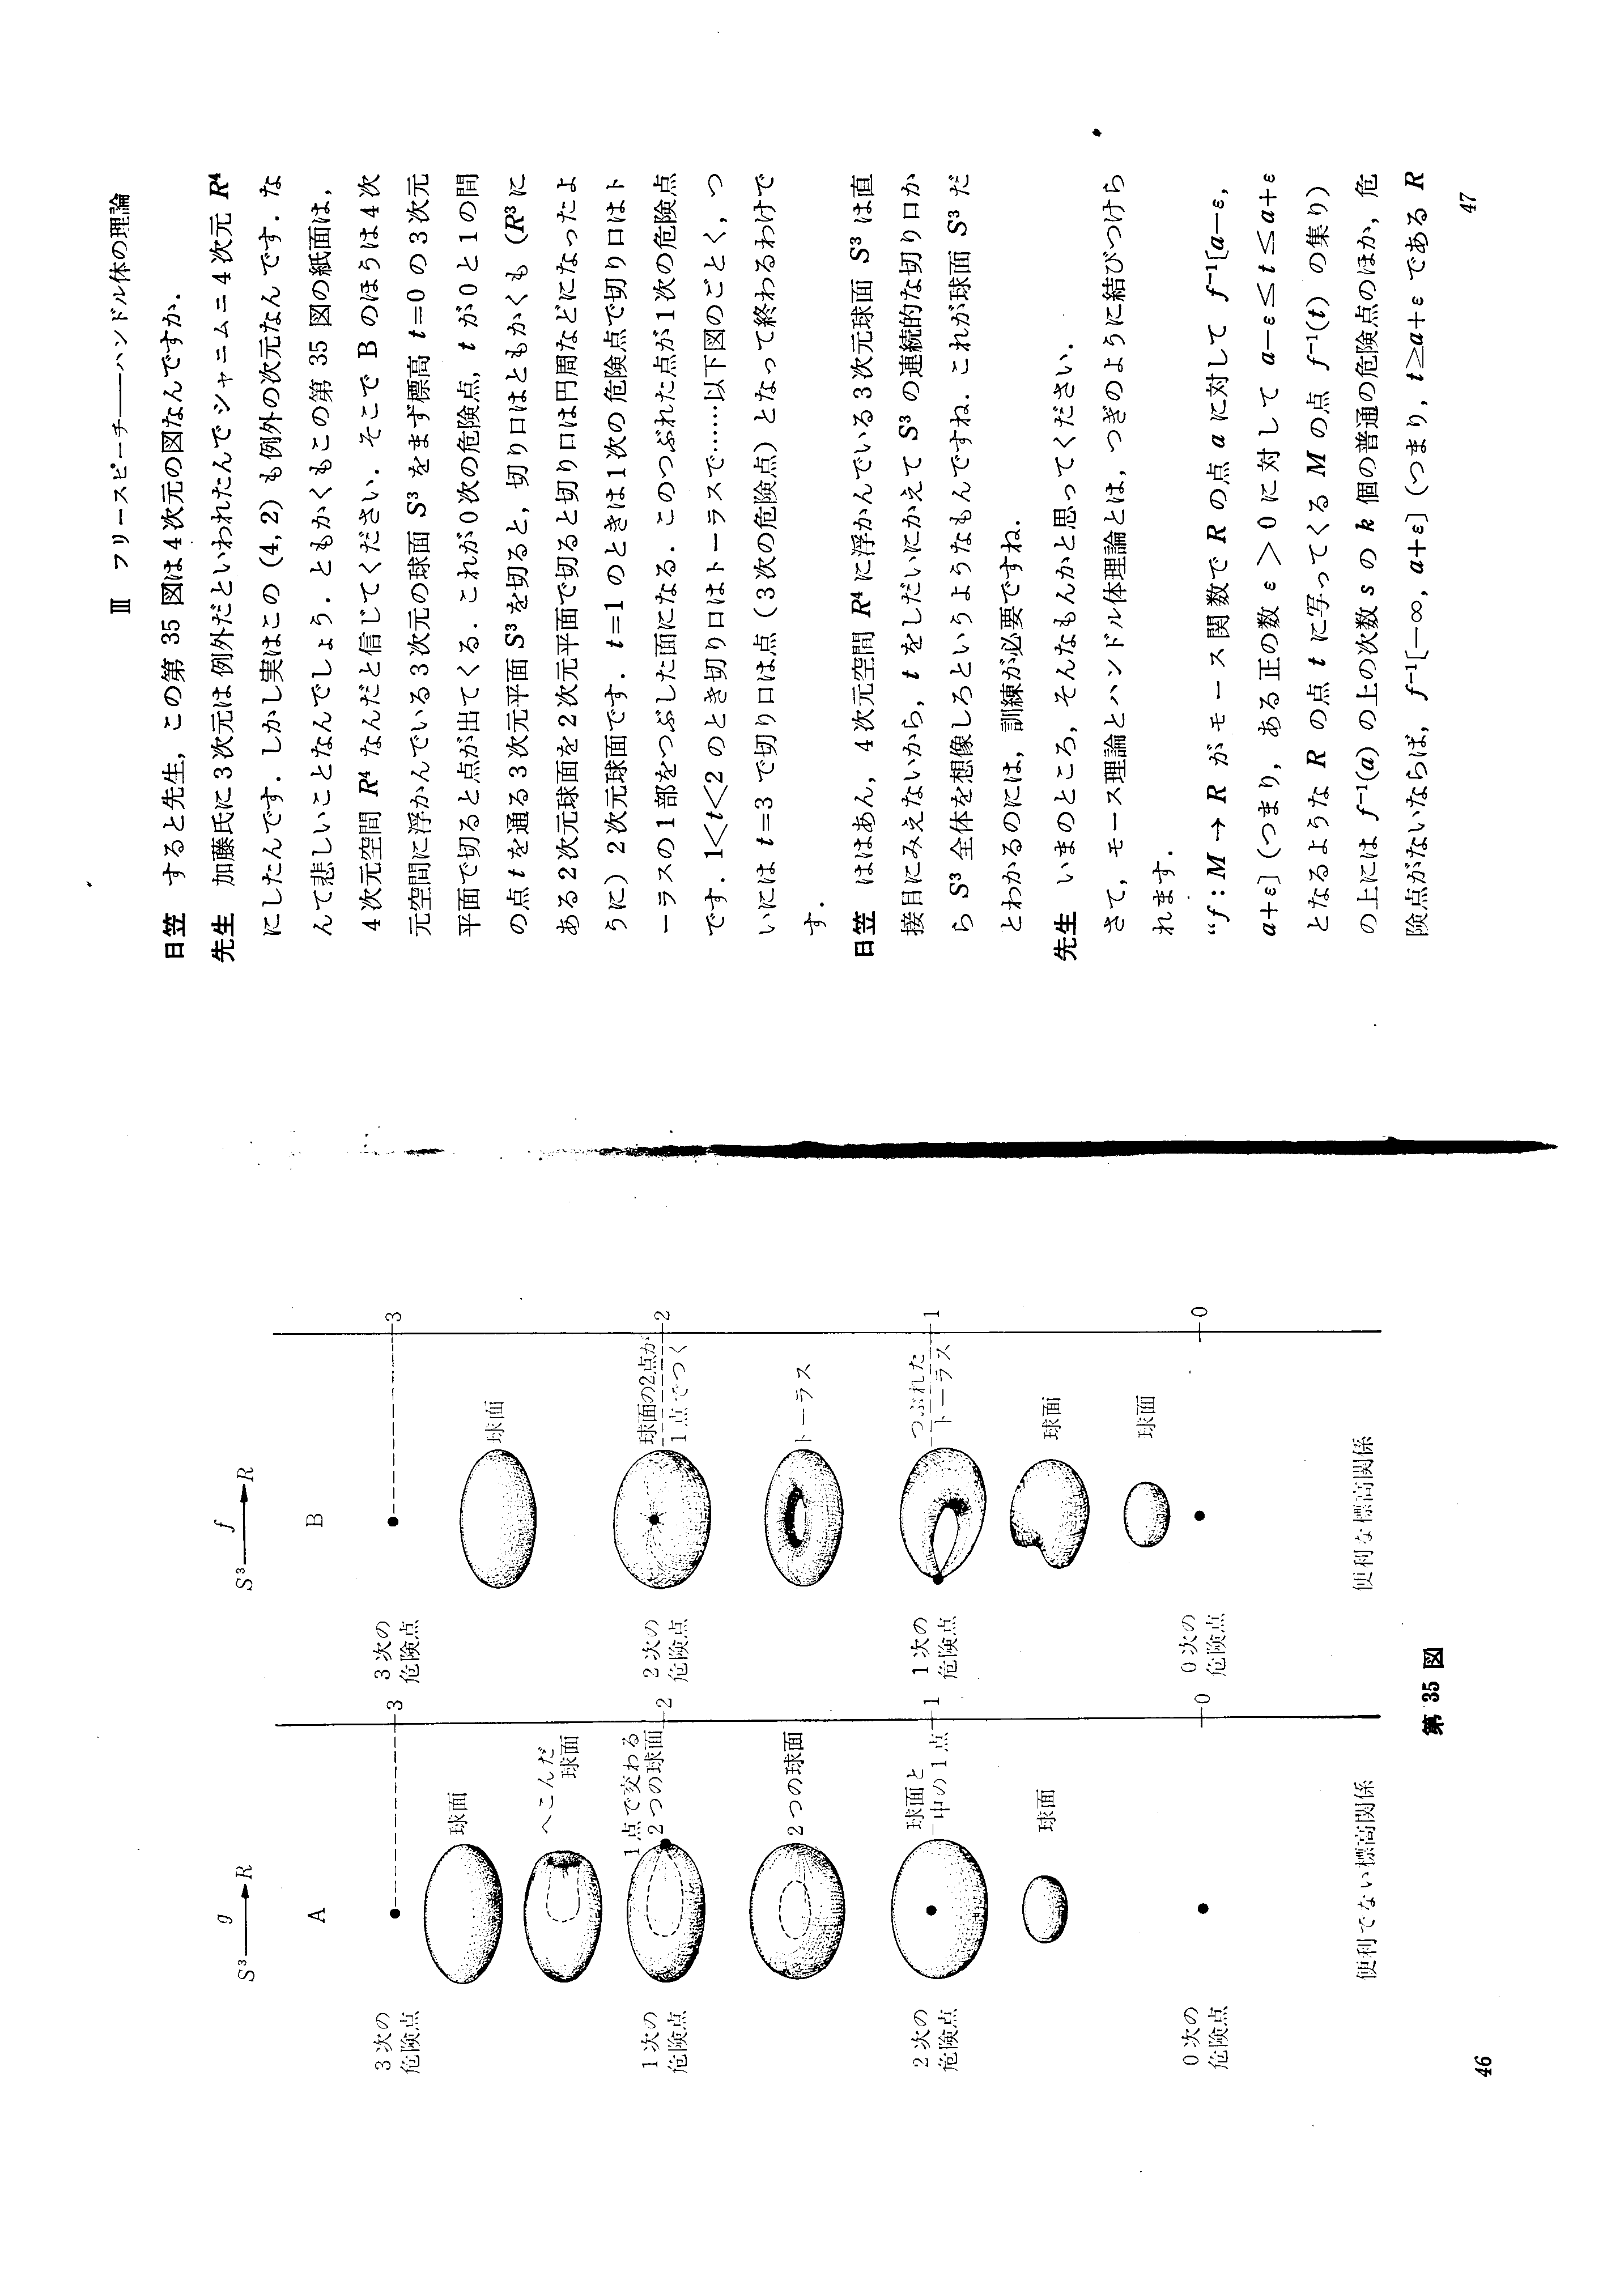 S³ —g→ R
A
3次の
危険点
3
球面
へこんだ
球面
1次の
危険点
1点で交わる
2つの球面
2
2つの球面
2次の
危険点
球面と
中の1点
1
球面
0次の
危険点
0
便利でない標高関係
S³ —f→ R
B
3次の
危険点
3
球面
2次の
危険点
球面の2点が
1点でつく
2
トーラス
1次の
危険点
つぶれた
トーラス
1
球面
球面
0次の
危険点
0
便利な標高関係
第35図
46
Ⅲ フリースピーチ——ハンドル体の理論
日笠 すると先生，この第 35 図は4次元の図なんですか．
先生 加藤氏に3次元は例外だといわれたんでシャニムニ4次元 R⁴
にしたんです．しかし実はこの (4, 2) も例外の次元なんです．な
んて悲しいことなんでしょう．ともかくもこの第 35 図の紙面は，
4次元空間 R⁴ なんだと信じてください．そこで B のほうは4次
元空間に浮かんでいる3次元の球面 S³ をまず標高 t=0 の3次元
平面で切ると点が出てくる．これが0次の危険点，t が0と1の間
の点 t を通る3次元平面 S³ を切ると，切り口はともかくも (R³ に
ある2次元球面を2次元平面で切ると切り口は円周などになったよ
うに) 2次元球面です．t=1 のときは1次の危険点で切り口はト
ーラスの1部をつぶした面になる．このつぶれた点が1次の危険点
です．1<t<2 のとき切り口はトーラスで……以下図のごとく，つ
いには t=3 で切り口は点 (3次の危険点) となって終わるわけで
す．
日笠 ははあん，4次元空間 R⁴ に浮かんでいる3次元球面 S³ は直
接目にみえないから，t をしだいにかえて S³ の連続的な切り口か
ら S³ 全体を想像しろというようなもんですね．これが球面 S³ だ
とわかるのには，訓練が必要ですね．
先生 いまのところ，そんなもんかと思ってください．
さて，モース理論とハンドル体理論とは，つぎのように結びつけら
れます．
“f : M → R がモース関数で R の点 a に対して f⁻¹[a−ε,
a+ε] (つまり，ある正の数 ε > 0 に対して a−ε≤t≤a+ε
となるような R の点 t に写ってくる M の点 f⁻¹(t) の集り)
の上には f⁻¹(a) の上の次数 s の k 個の普通の危険点のほか，危
険点がないならば，f⁻¹[−∞, a+ε] (つまり，t≥a+ε である R
47